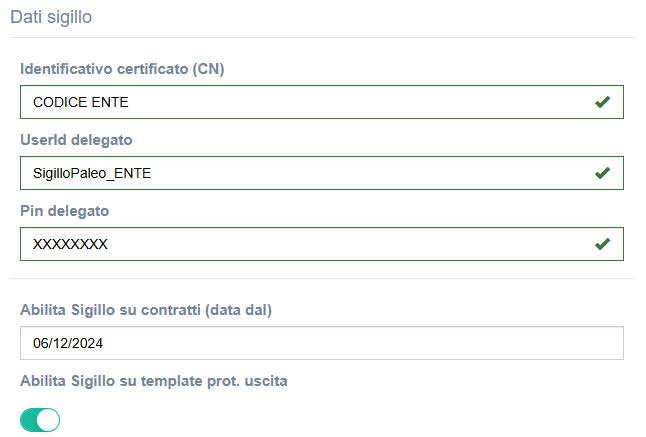 Dati sigillo
Identificativo certificato (CN)
CODICE ENTE
UserId delegato
SigilloPaleo_ENTE
Pin delegato
XXXXXXXX
Abilita Sigillo su contratti (data dal)
06/12/2024
Abilita Sigillo su template prot. uscita